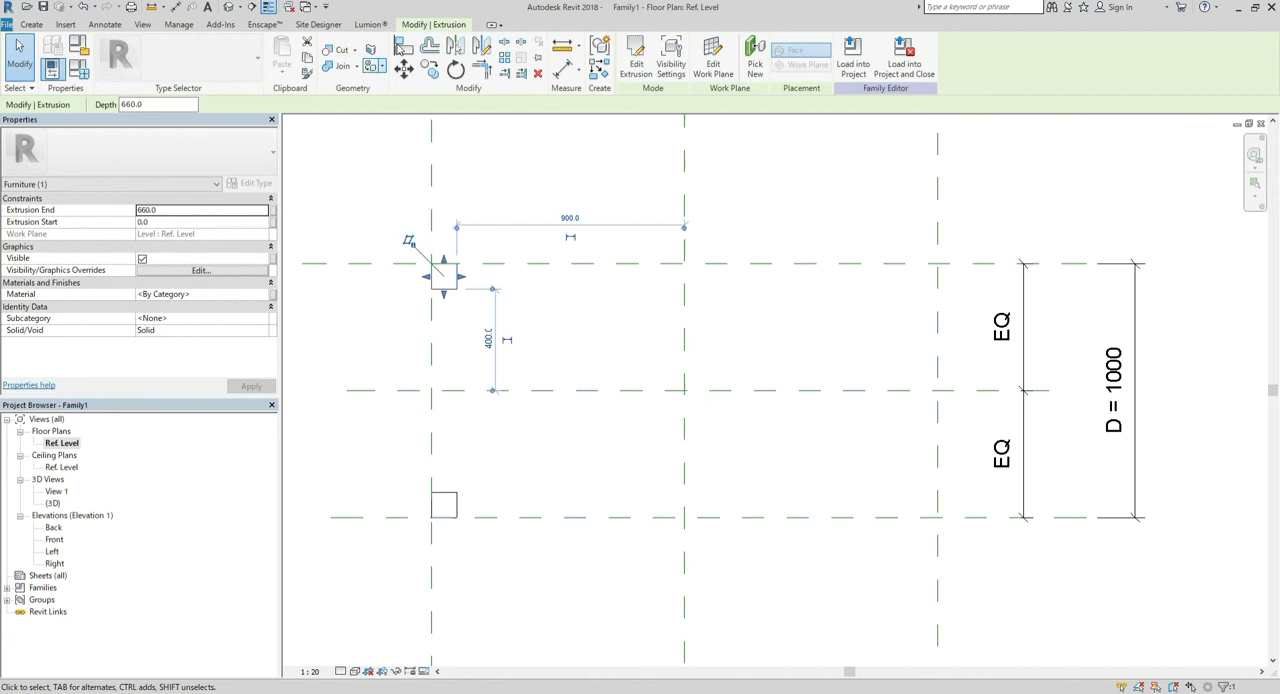 Autodesk Revit 2018 - Family1 - Floor Plan: Ref. Level
Type a keyword or phrase
Sign In
File
Create
Insert
Annotate
View
Manage
Add-Ins
Enscape™
Site Designer
Lumion®
Modify | Extrusion
Modify
Paste
Cut
Join
Edit
Extrusion
Visibility
Settings
Edit
Work Plane
Pick
New
Face
Work Plane
Load into
Project
Load into
Project and Close
Select
Properties
Type Selector
Clipboard
Geometry
Modify
Measure
Create
Mode
Work Plane
Placement
Family Editor
Modify | Extrusion
Depth 660.0
Properties
R
Furniture (1)
Edit Type
Constraints
Extrusion End 660.0
Extrusion Start 0.0
Work Plane Level : Ref. Level
Graphics
Visible
Visibility/Graphics Overrides Edit...
Materials and Finishes
Material <By Category>
Identity Data
Subcategory <None>
Solid/Void Solid
Properties help
Apply
Project Browser - Family1
Views (all)
Floor Plans
Ref. Level
Ceiling Plans
Ref. Level
3D Views
View 1
{3D}
Elevations (Elevation 1)
Back
Front
Left
Right
Sheets (all)
Families
Groups
Revit Links
900.0
400.0
EQ
EQ
D = 1000
1 : 20
Click to select, TAB for alternates, CTRL adds, SHIFT unselects.
:1